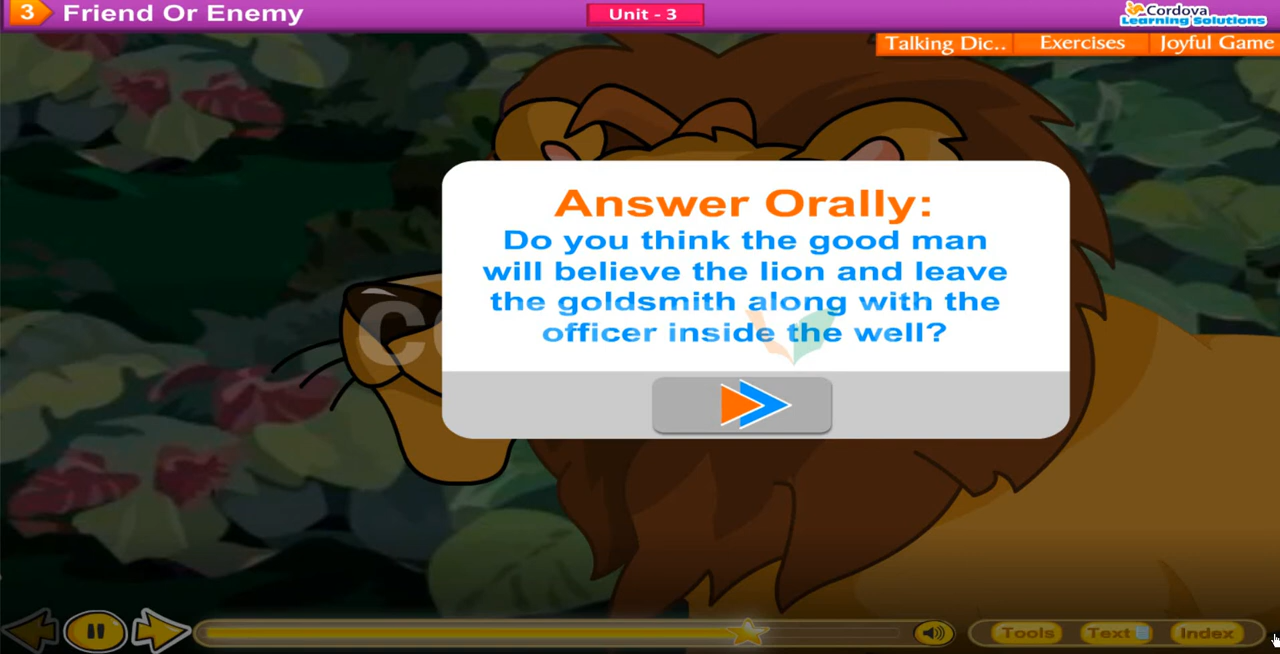 3 Friend Or Enemy
Unit - 3
Cordova
Learning Solutions
Talking Dic.. Exercises Joyful Game
Answer Orally:
Do you think the good man
will believe the lion and leave
the goldsmith along with the
officer inside the well?
Tools Text Index